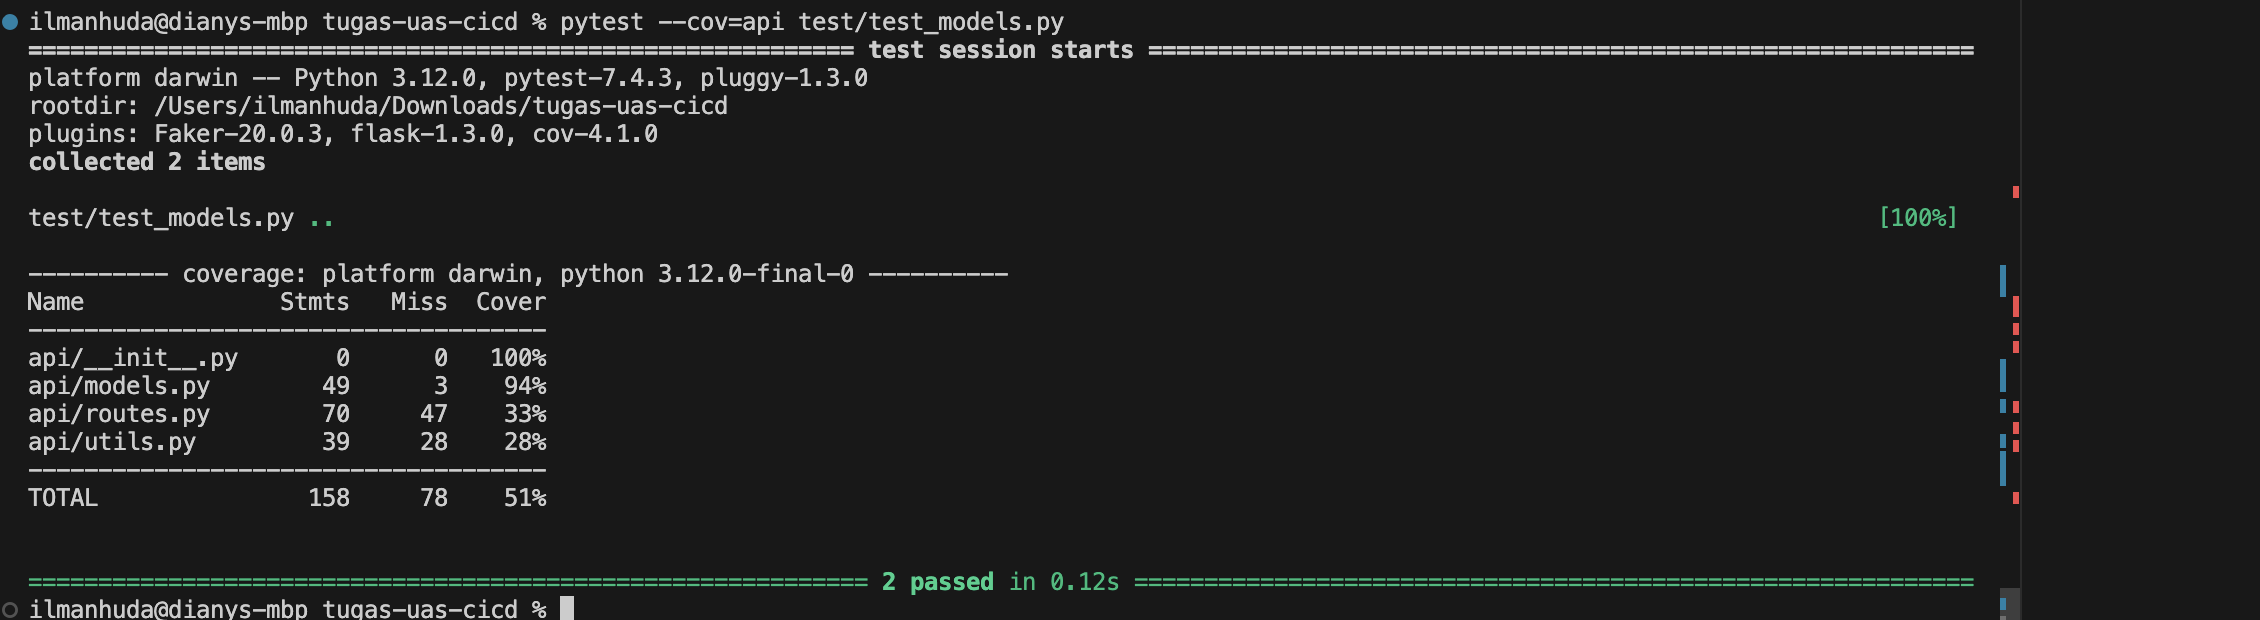 ilmanhuda@dianys-mbp tugas-uas-cicd % pytest --cov=api test/test_models.py
=========================================================== test session starts ===========================================================
platform darwin -- Python 3.12.0, pytest-7.4.3, pluggy-1.3.0
rootdir: /Users/ilmanhuda/Downloads/tugas-uas-cicd
plugins: Faker-20.0.3, flask-1.3.0, cov-4.1.0
collected 2 items
test/test_models.py .. [100%]
---------- coverage: platform darwin, python 3.12.0-final-0 ----------
Name              Stmts   Miss  Cover
-------------------------------------
api/__init__.py       0      0   100%
api/models.py        49      3    94%
api/routes.py        70     47    33%
api/utils.py         39     28    28%
-------------------------------------
TOTAL               158     78    51%
============================================================ 2 passed in 0.12s ============================================================
ilmanhuda@dianys-mbp tugas-uas-cicd %